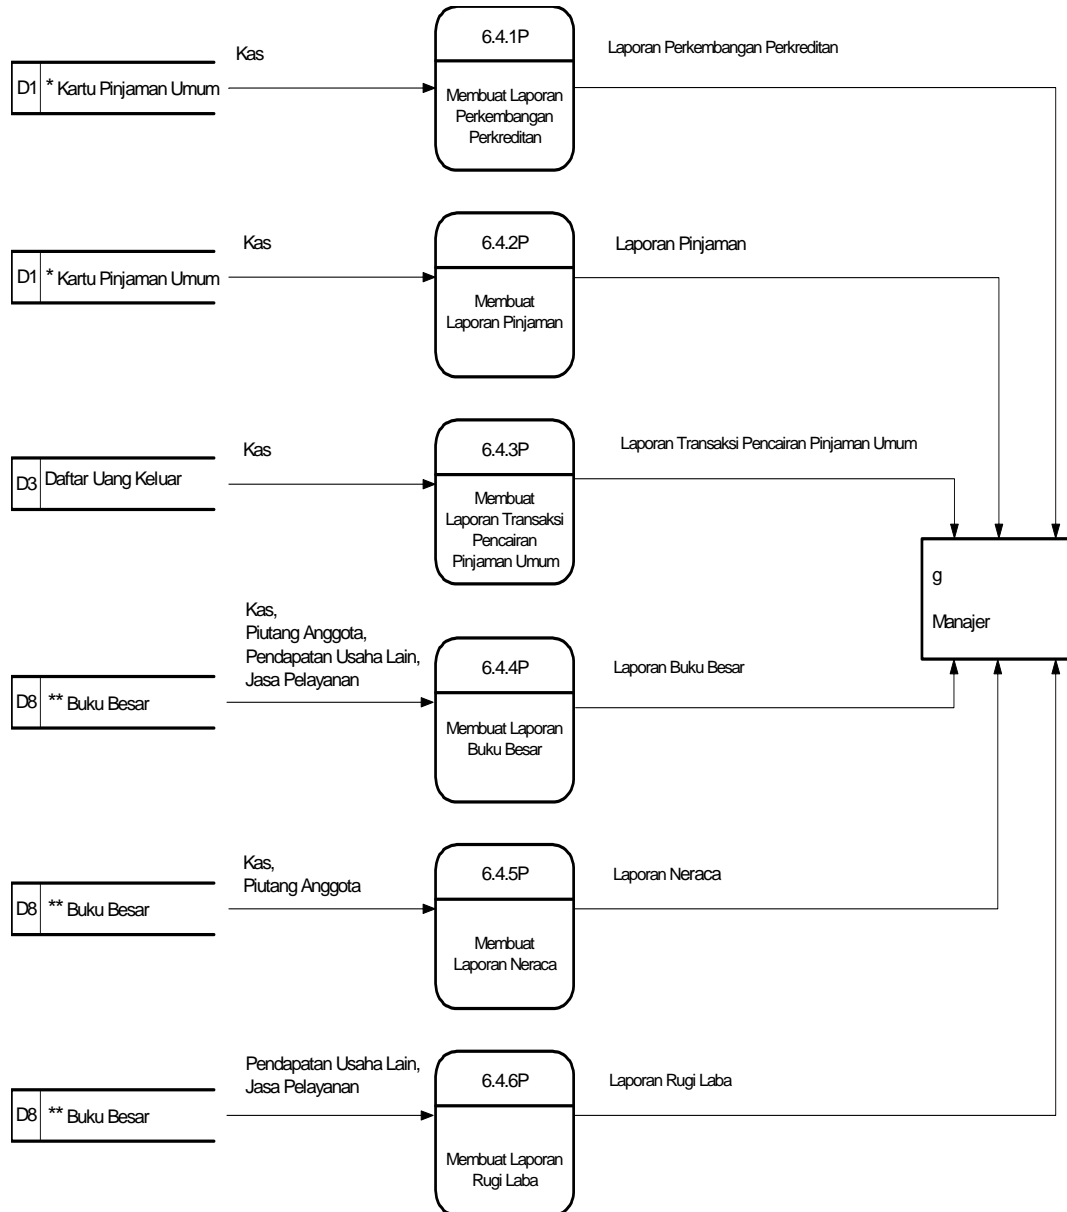 Kas
6.4.1P
Laporan Perkembangan Perkreditan
D1
* Kartu Pinjaman Umum
Membuat Laporan
Perkembangan
Perkreditan
Kas
6.4.2P
Laporan Pinjaman
D1
* Kartu Pinjaman Umum
Membuat
Laporan Pinjaman
Kas
6.4.3P
Laporan Transaksi Pencairan Pinjaman Umum
D3
Daftar Uang Keluar
Membuat
Laporan Transaksi
Pencairan
Pinjaman Umum
g
Manajer
Kas,
Piutang Anggota,
Pendapatan Usaha Lain,
Jasa Pelayanan
6.4.4P
Laporan Buku Besar
D8
** Buku Besar
Membuat Laporan
Buku Besar
Kas,
Piutang Anggota
6.4.5P
Laporan Neraca
D8
** Buku Besar
Membuat
Laporan Neraca
Pendapatan Usaha Lain,
Jasa Pelayanan
6.4.6P
Laporan Rugi Laba
D8
** Buku Besar
Membuat Laporan
Rugi Laba